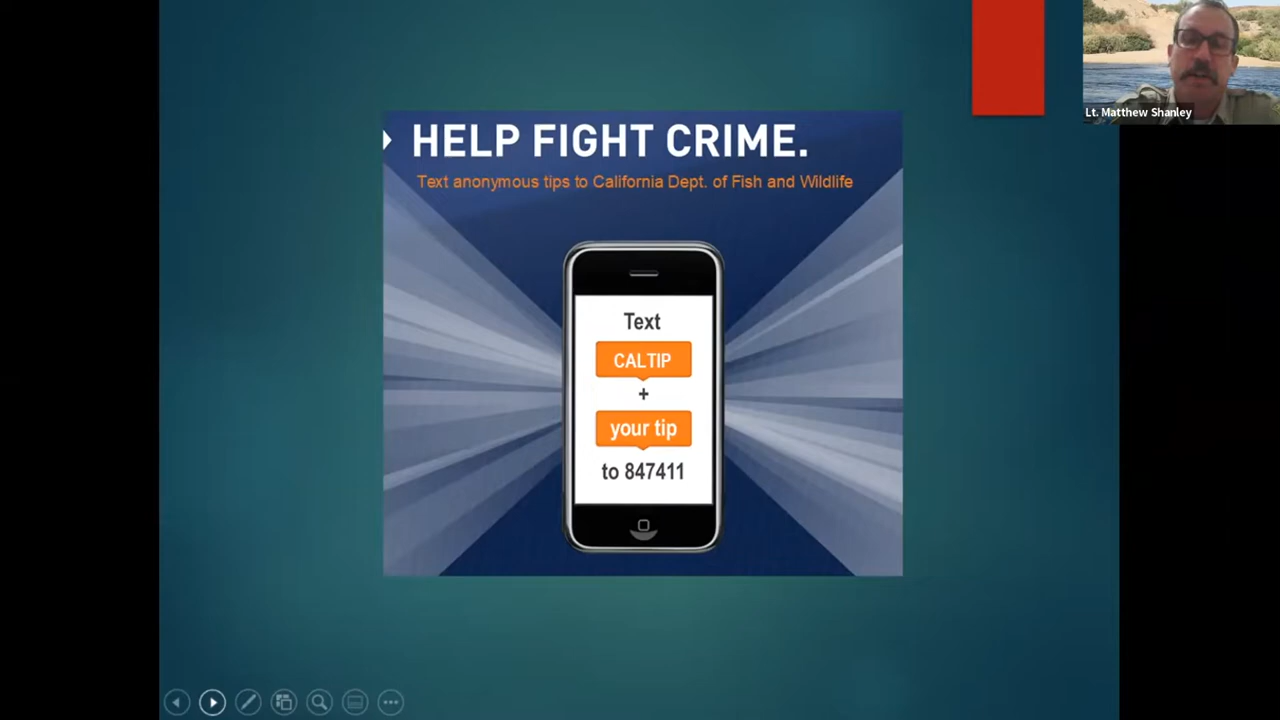 HELP FIGHT CRIME.
Text anonymous tips to California Dept. of Fish and Wildlife
Text
CALTIP
+
your tip
to 847411
Lt. Matthew Shanley